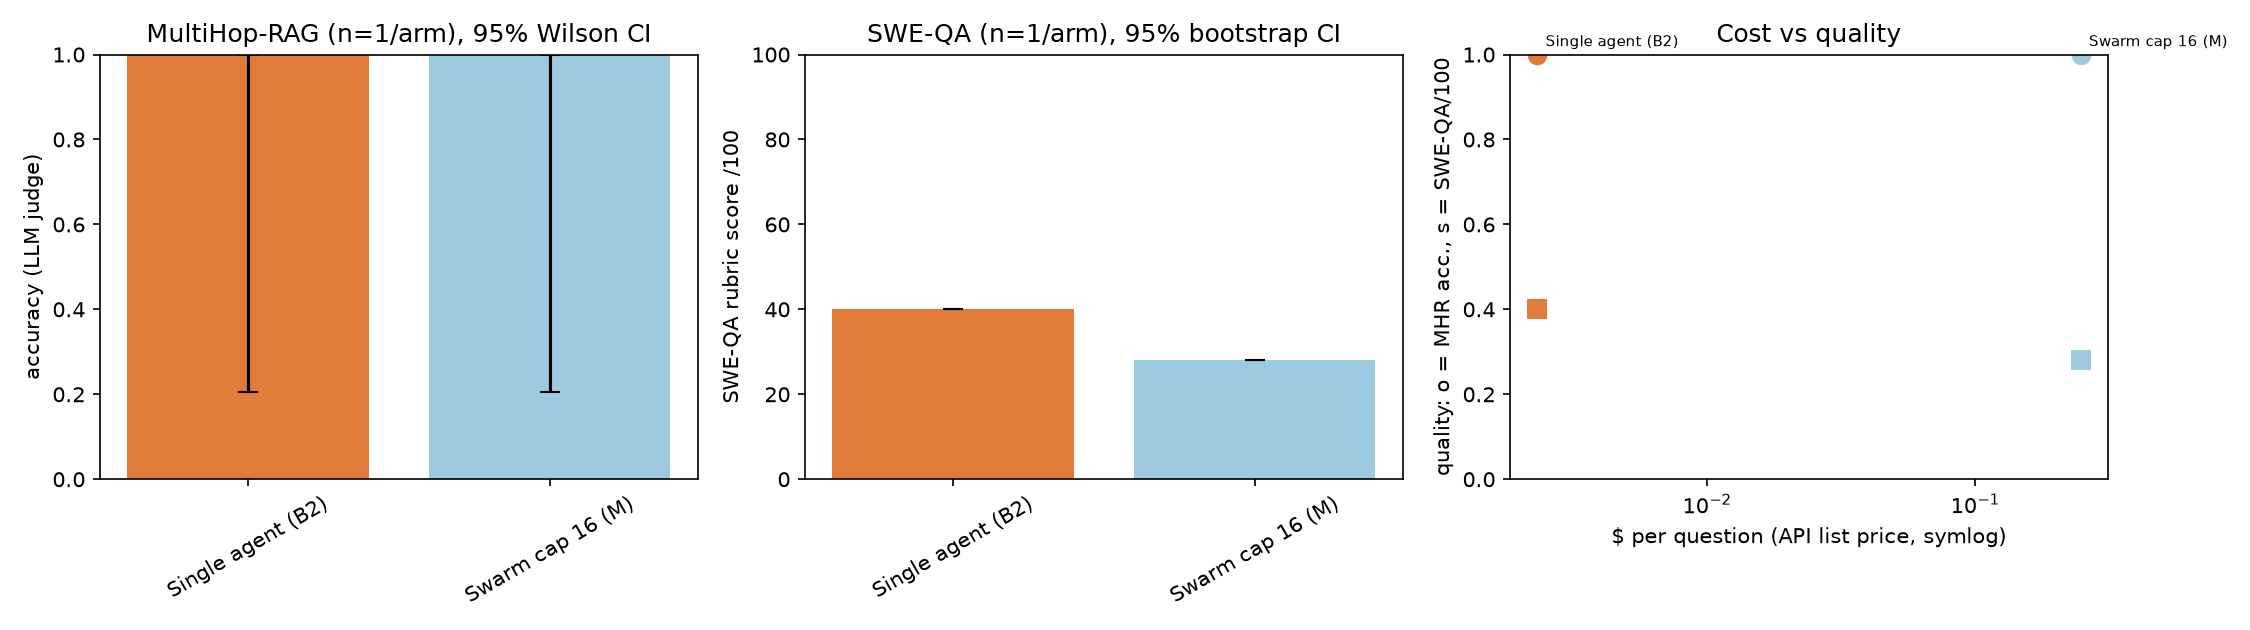 MultiHop-RAG (n=1/arm), 95% Wilson CI
accuracy (LLM judge)
1.0
0.8
0.6
0.4
0.2
0.0
Single agent (B2)
Swarm cap 16 (M)
SWE-QA (n=1/arm), 95% bootstrap CI
SWE-QA rubric score /100
100
80
60
40
20
0
Single agent (B2)
Swarm cap 16 (M)
Cost vs quality
Single agent (B2)
Swarm cap 16 (M)
quality: o = MHR acc., s = SWE-QA/100
1.0
0.8
0.6
0.4
0.2
0.0
10⁻²
10⁻¹
$ per question (API list price, symlog)